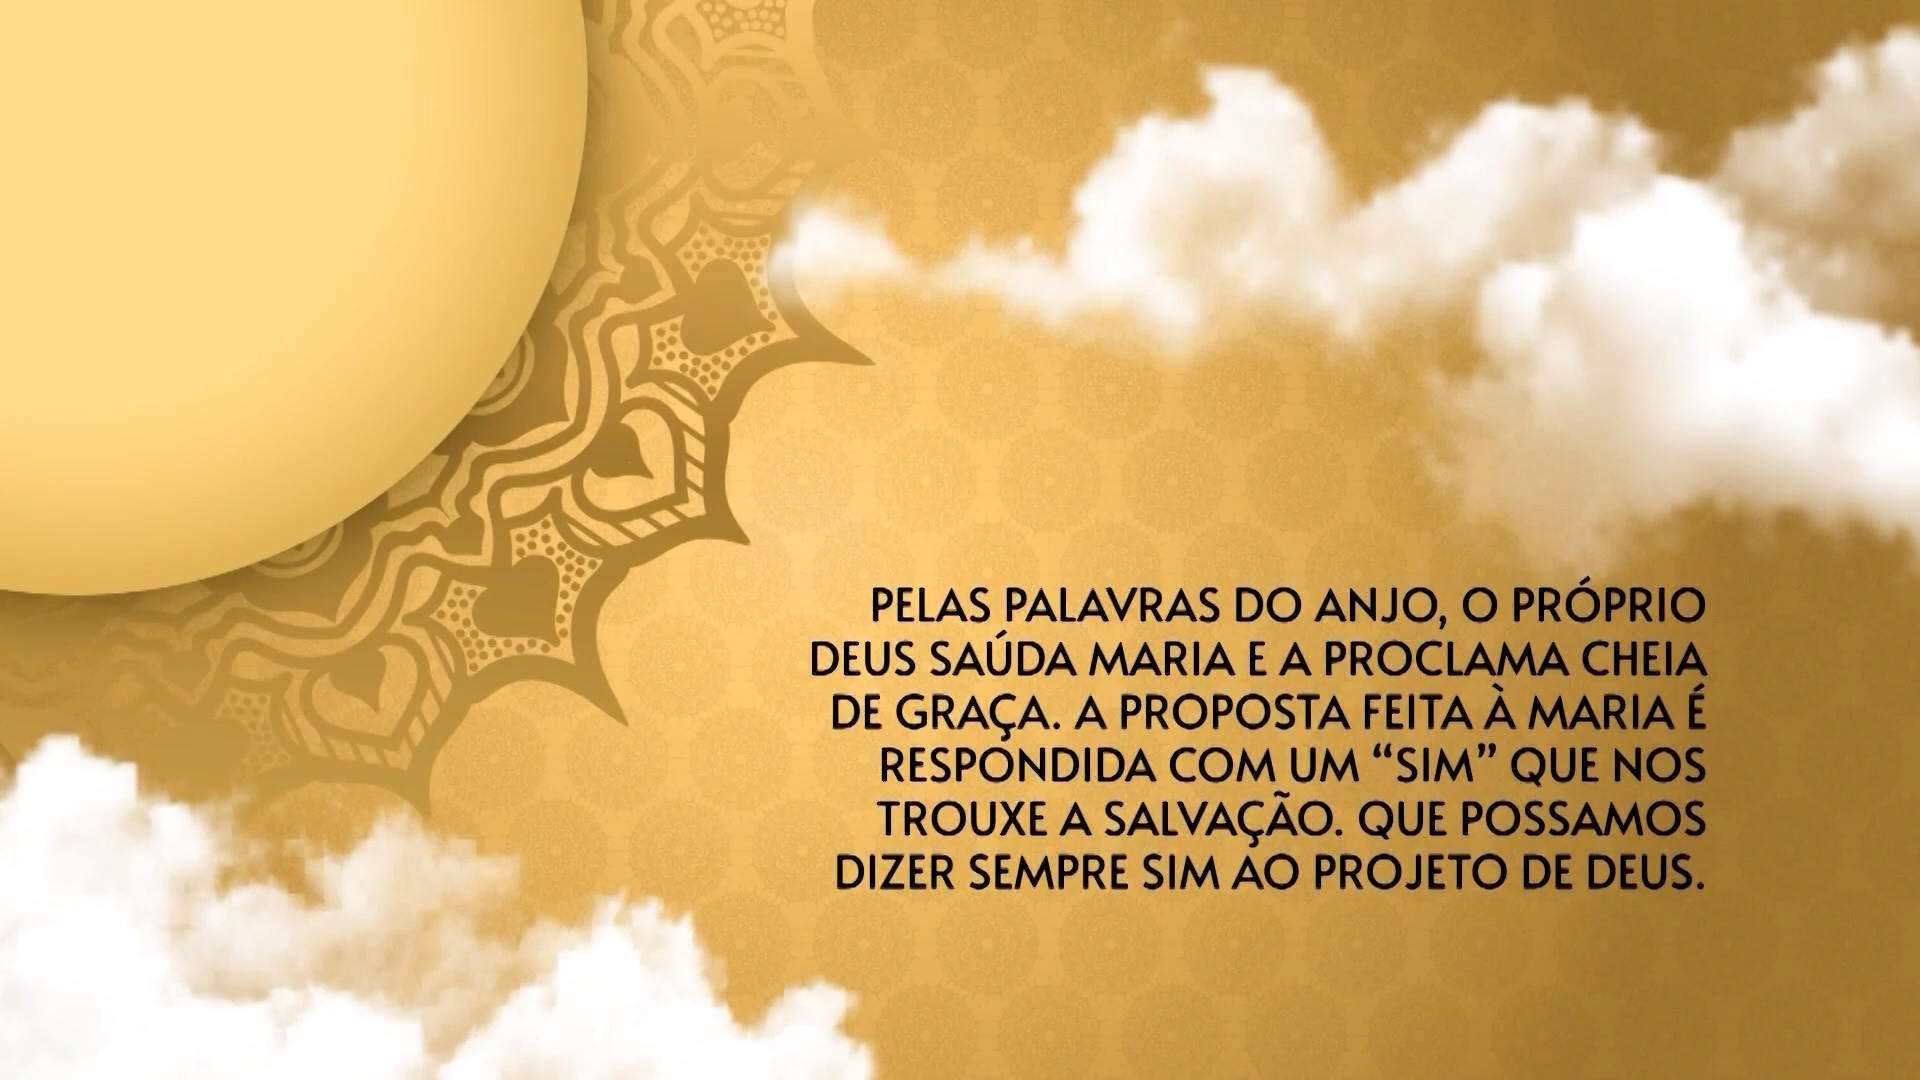 PELAS PALAVRAS DO ANJO, O PRÓPRIO
DEUS SAÚDA MARIA E A PROCLAMA CHEIA
DE GRAÇA. A PROPOSTA FEITA À MARIA É
RESPONDIDA COM UM “SIM” QUE NOS
TROUXE A SALVAÇÃO. QUE POSSAMOS
DIZER SEMPRE SIM AO PROJETO DE DEUS.